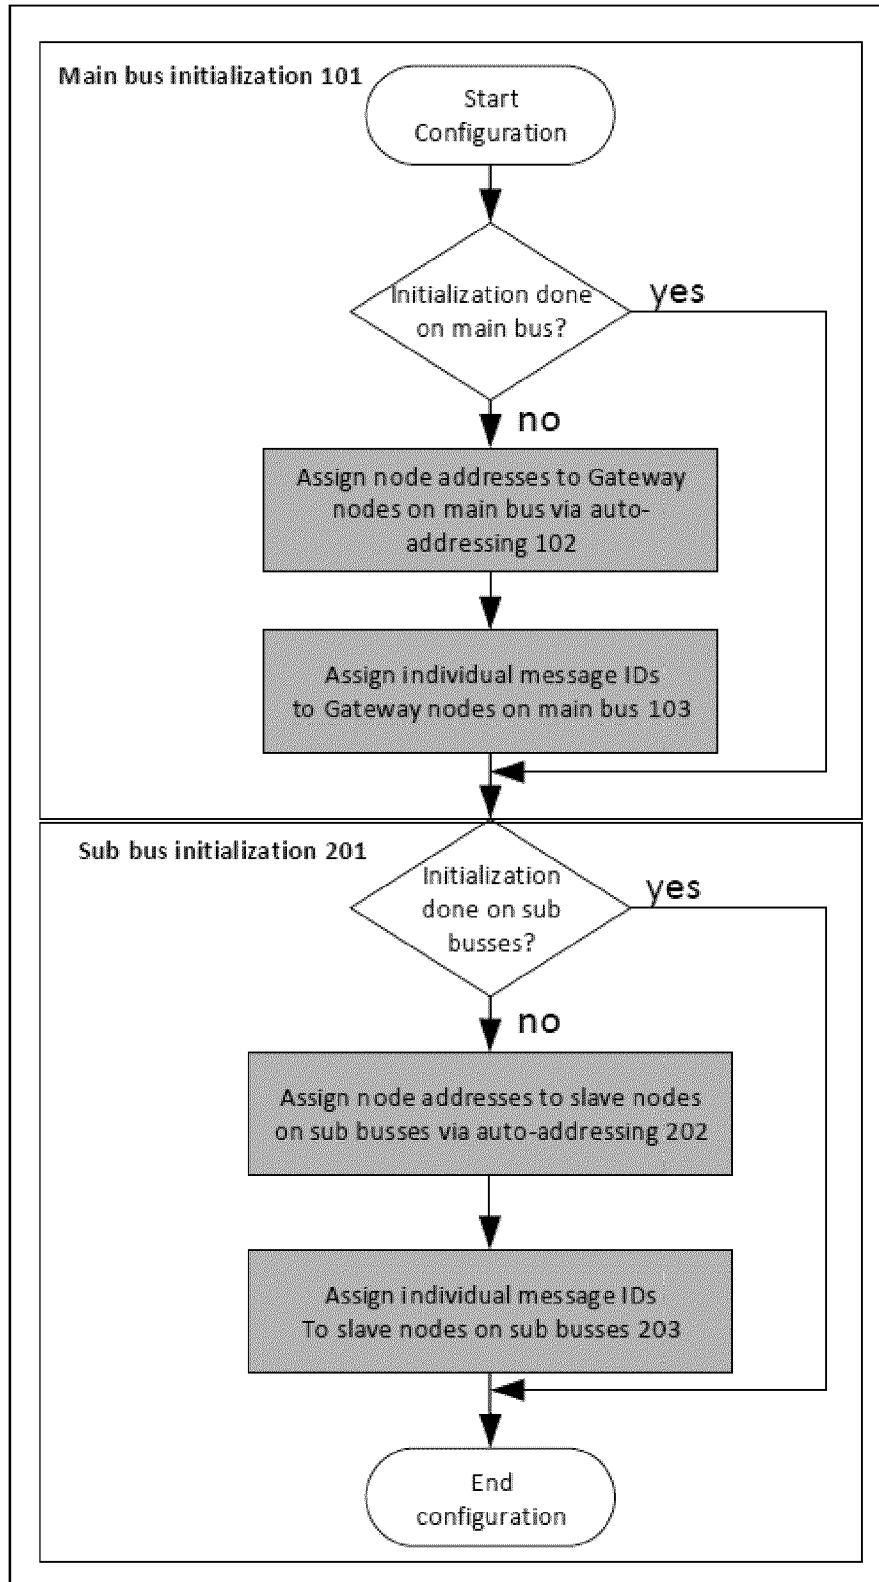 Main bus initialization 101
Start
Configuration
Initialization done
on main bus?
yes
no
Assign node addresses to Gateway
nodes on main bus via auto-
addressing 102
Assign individual message IDs
to Gateway nodes on main bus 103
Sub bus initialization 201
Initialization
done on sub
busses?
yes
no
Assign node addresses to slave nodes
on sub busses via auto-addressing 202
Assign individual message IDs
To slave nodes on sub busses 203
End
configuration